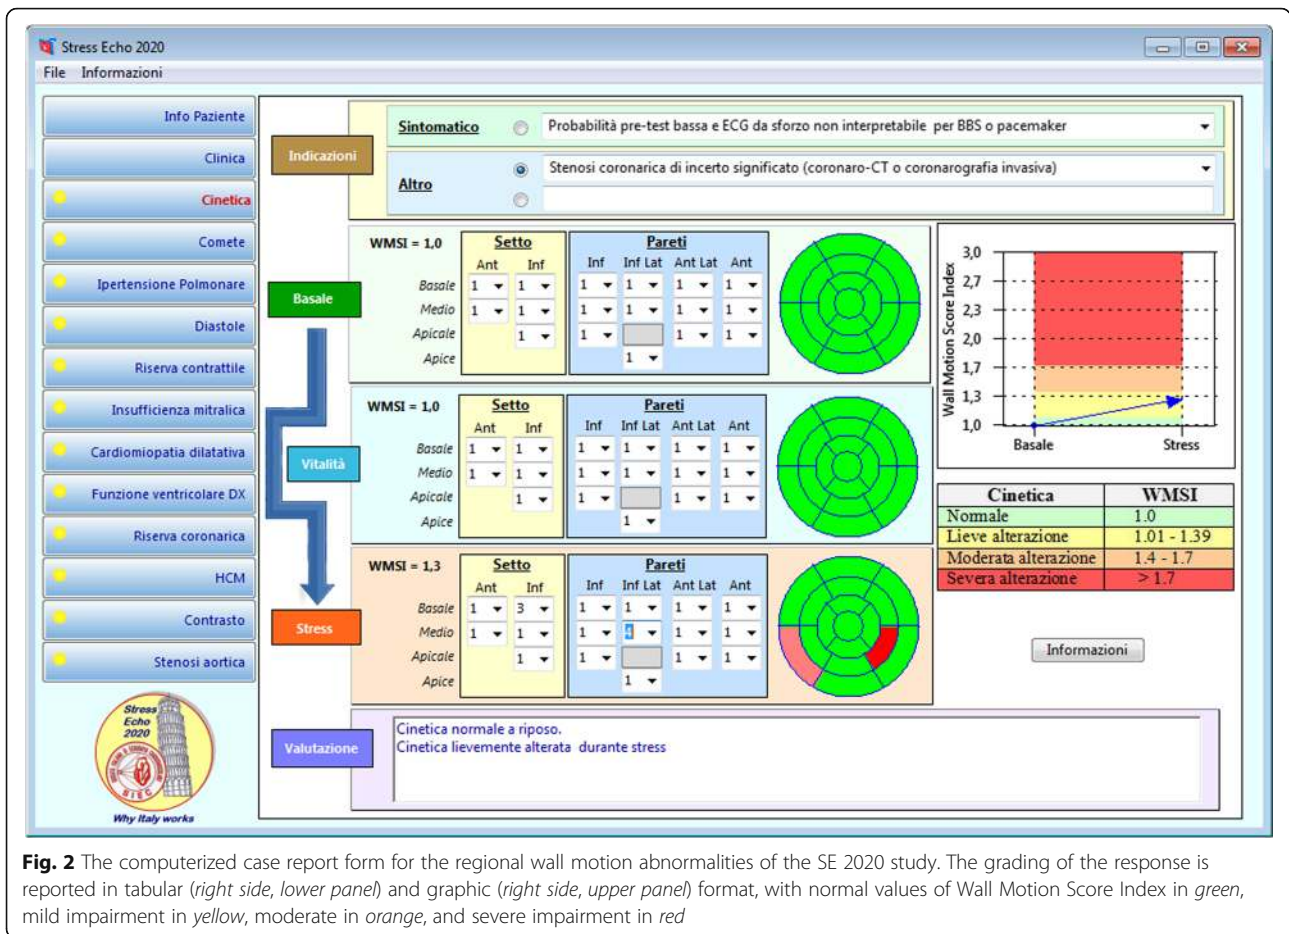 Stress Echo 2020
File Informazioni
Info Paziente
Clinica
Cinetica
Comete
Ipertensione Polmonare
Diastole
Riserva contrattile
Insufficienza mitralica
Cardiomiopatia dilatativa
Funzione ventricolare DX
Riserva coronarica
HCM
Contrasto
Stenosi aortica
Stress
Echo
2020
SIEC
Why Italy works
Indicazioni
Sintomatico
Probabilità pre-test bassa e ECG da sforzo non interpretabile per BBS o pacemaker
Altro
Stenosi coronarica di incerto significato (coronaro-CT o coronarografia invasiva)
Basale
WMSI = 1,0
Setto Pareti
Ant Inf Inf Inf Lat Ant Lat Ant
Basale 1 1 1 1 1 1
Medio 1 1 1 1 1 1
Apicale 1 1 1 1
Apice 1
Vitalità
WMSI = 1,0
Setto Pareti
Ant Inf Inf Inf Lat Ant Lat Ant
Basale 1 1 1 1 1 1
Medio 1 1 1 1 1 1
Apicale 1 1 1 1
Apice 1
Stress
WMSI = 1,3
Setto Pareti
Ant Inf Inf Inf Lat Ant Lat Ant
Basale 1 3 1 1 1 1
Medio 1 1 1 4 1 1
Apicale 1 1 1 1
Apice 1
Wall Motion Score Index
3,0
2,7
2,3
2,0
1,7
1,3
1,0
Basale Stress
Cinetica WMSI
Normale 1.0
Lieve alterazione 1.01 - 1.39
Moderata alterazione 1.4 - 1.7
Severa alterazione > 1.7
Informazioni
Valutazione
Cinetica normale a riposo.
Cinetica lievemente alterata durante stress
Fig. 2 The computerized case report form for the regional wall motion abnormalities of the SE 2020 study. The grading of the response is
reported in tabular (right side, lower panel) and graphic (right side, upper panel) format, with normal values of Wall Motion Score Index in green,
mild impairment in yellow, moderate in orange, and severe impairment in red